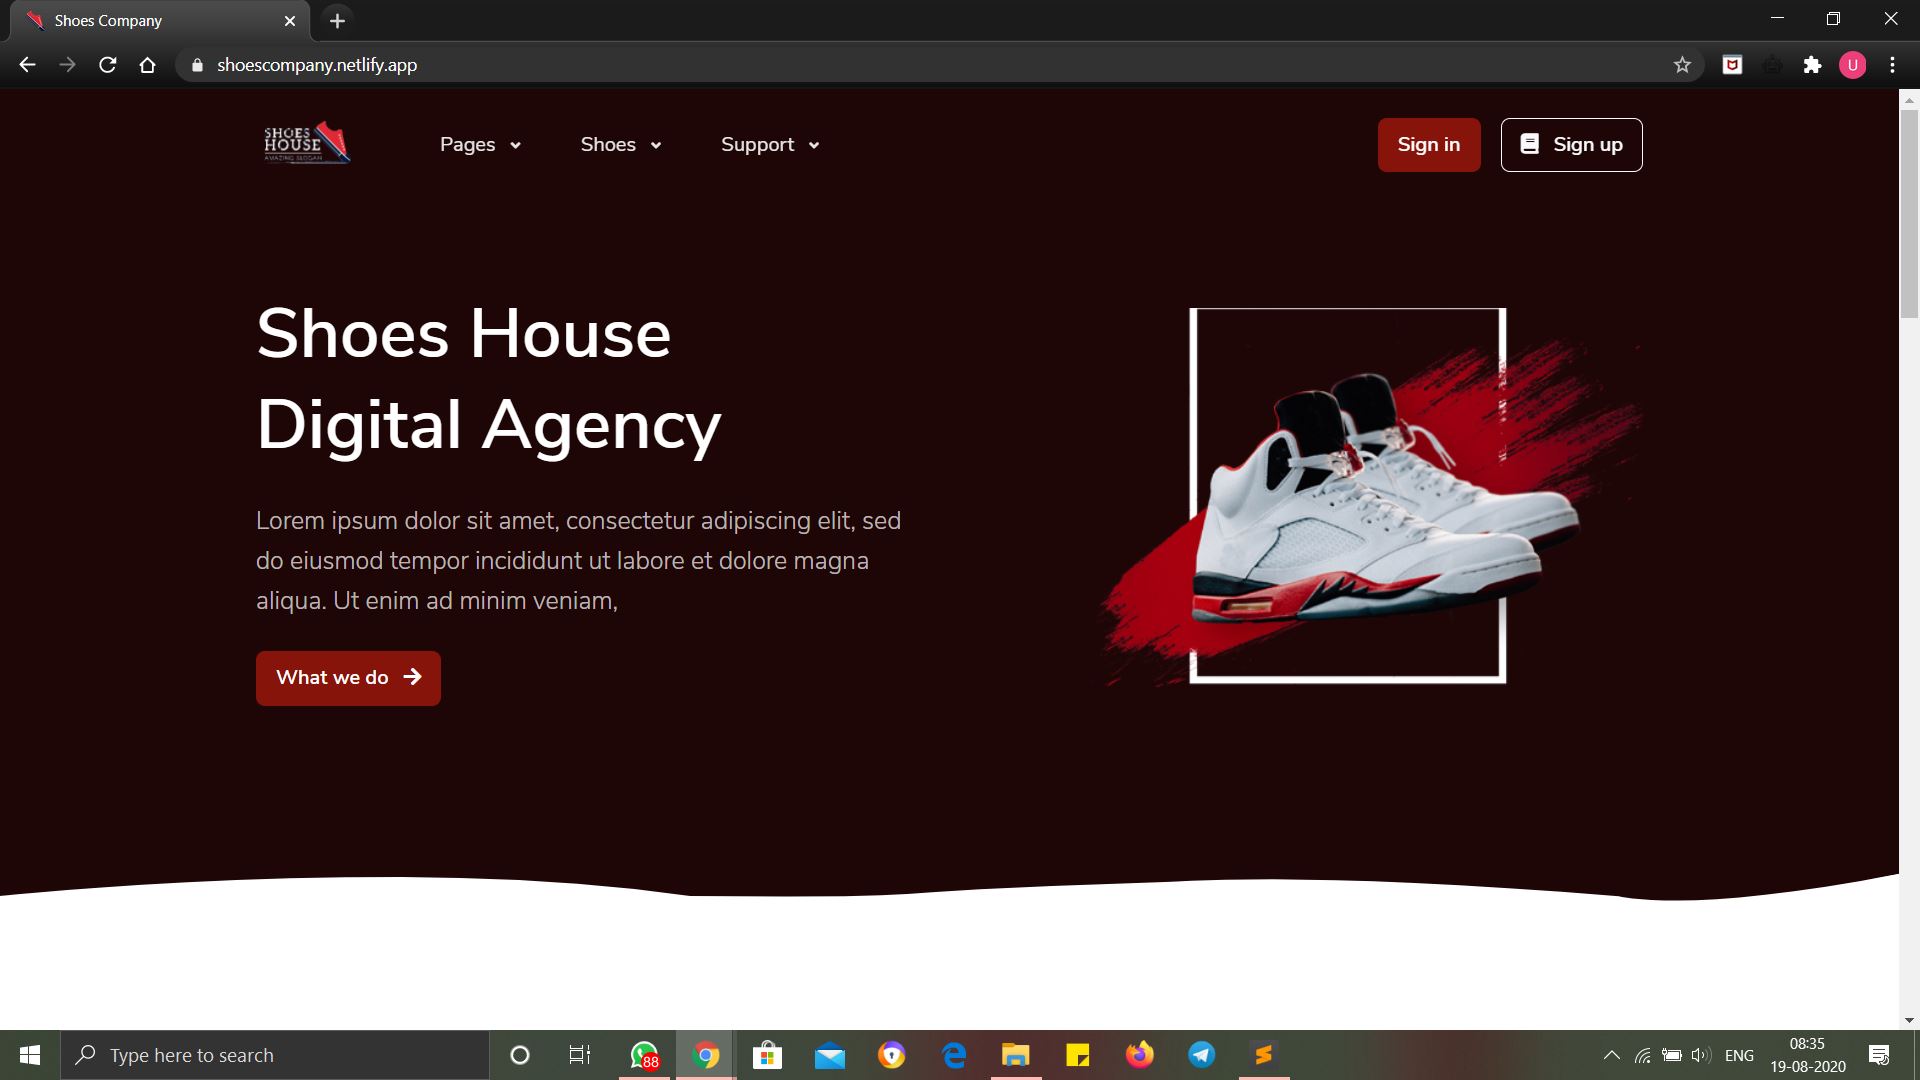 Shoes Company
shoescompany.netlify.app
U
SHOES
HOUSE
AMAZING SLOGAN
Pages
Shoes
Support
Sign in
Sign up
Shoes House
Digital Agency
Lorem ipsum dolor sit amet, consectetur adipiscing elit, sed
do eiusmod tempor incididunt ut labore et dolore magna
aliqua. Ut enim ad minim veniam,
What we do
Type here to search
88
ENG
08:35
19-08-2020